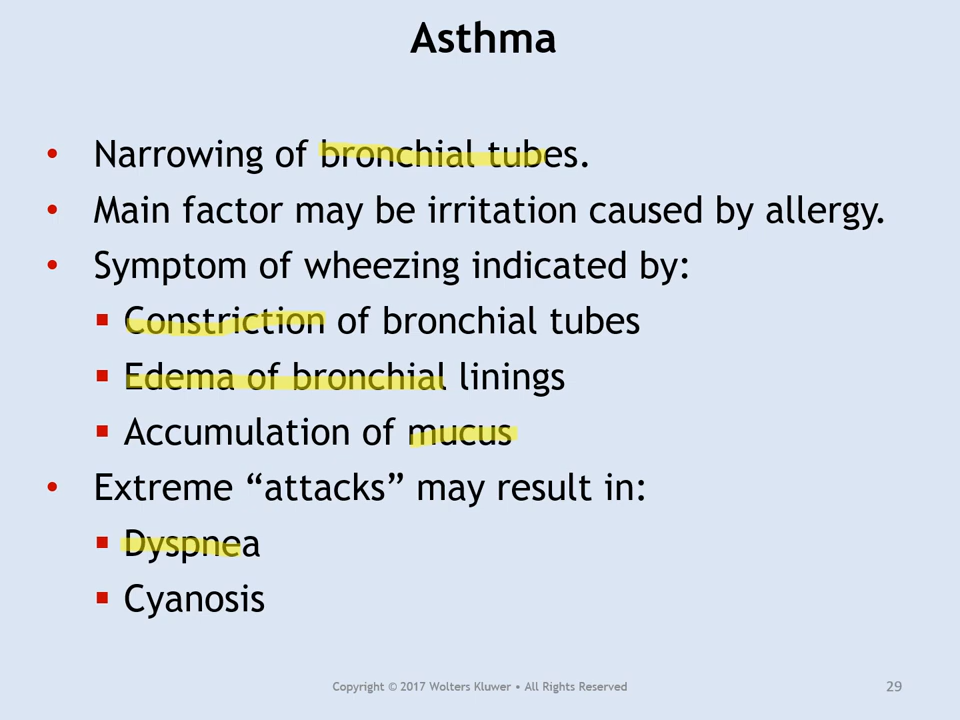 Asthma
• Narrowing of bronchial tubes.
• Main factor may be irritation caused by allergy.
• Symptom of wheezing indicated by:
▪ Constriction of bronchial tubes
▪ Edema of bronchial linings
▪ Accumulation of mucus
• Extreme “attacks” may result in:
▪ Dyspnea
▪ Cyanosis
Copyright © 2017 Wolters Kluwer • All Rights Reserved
29